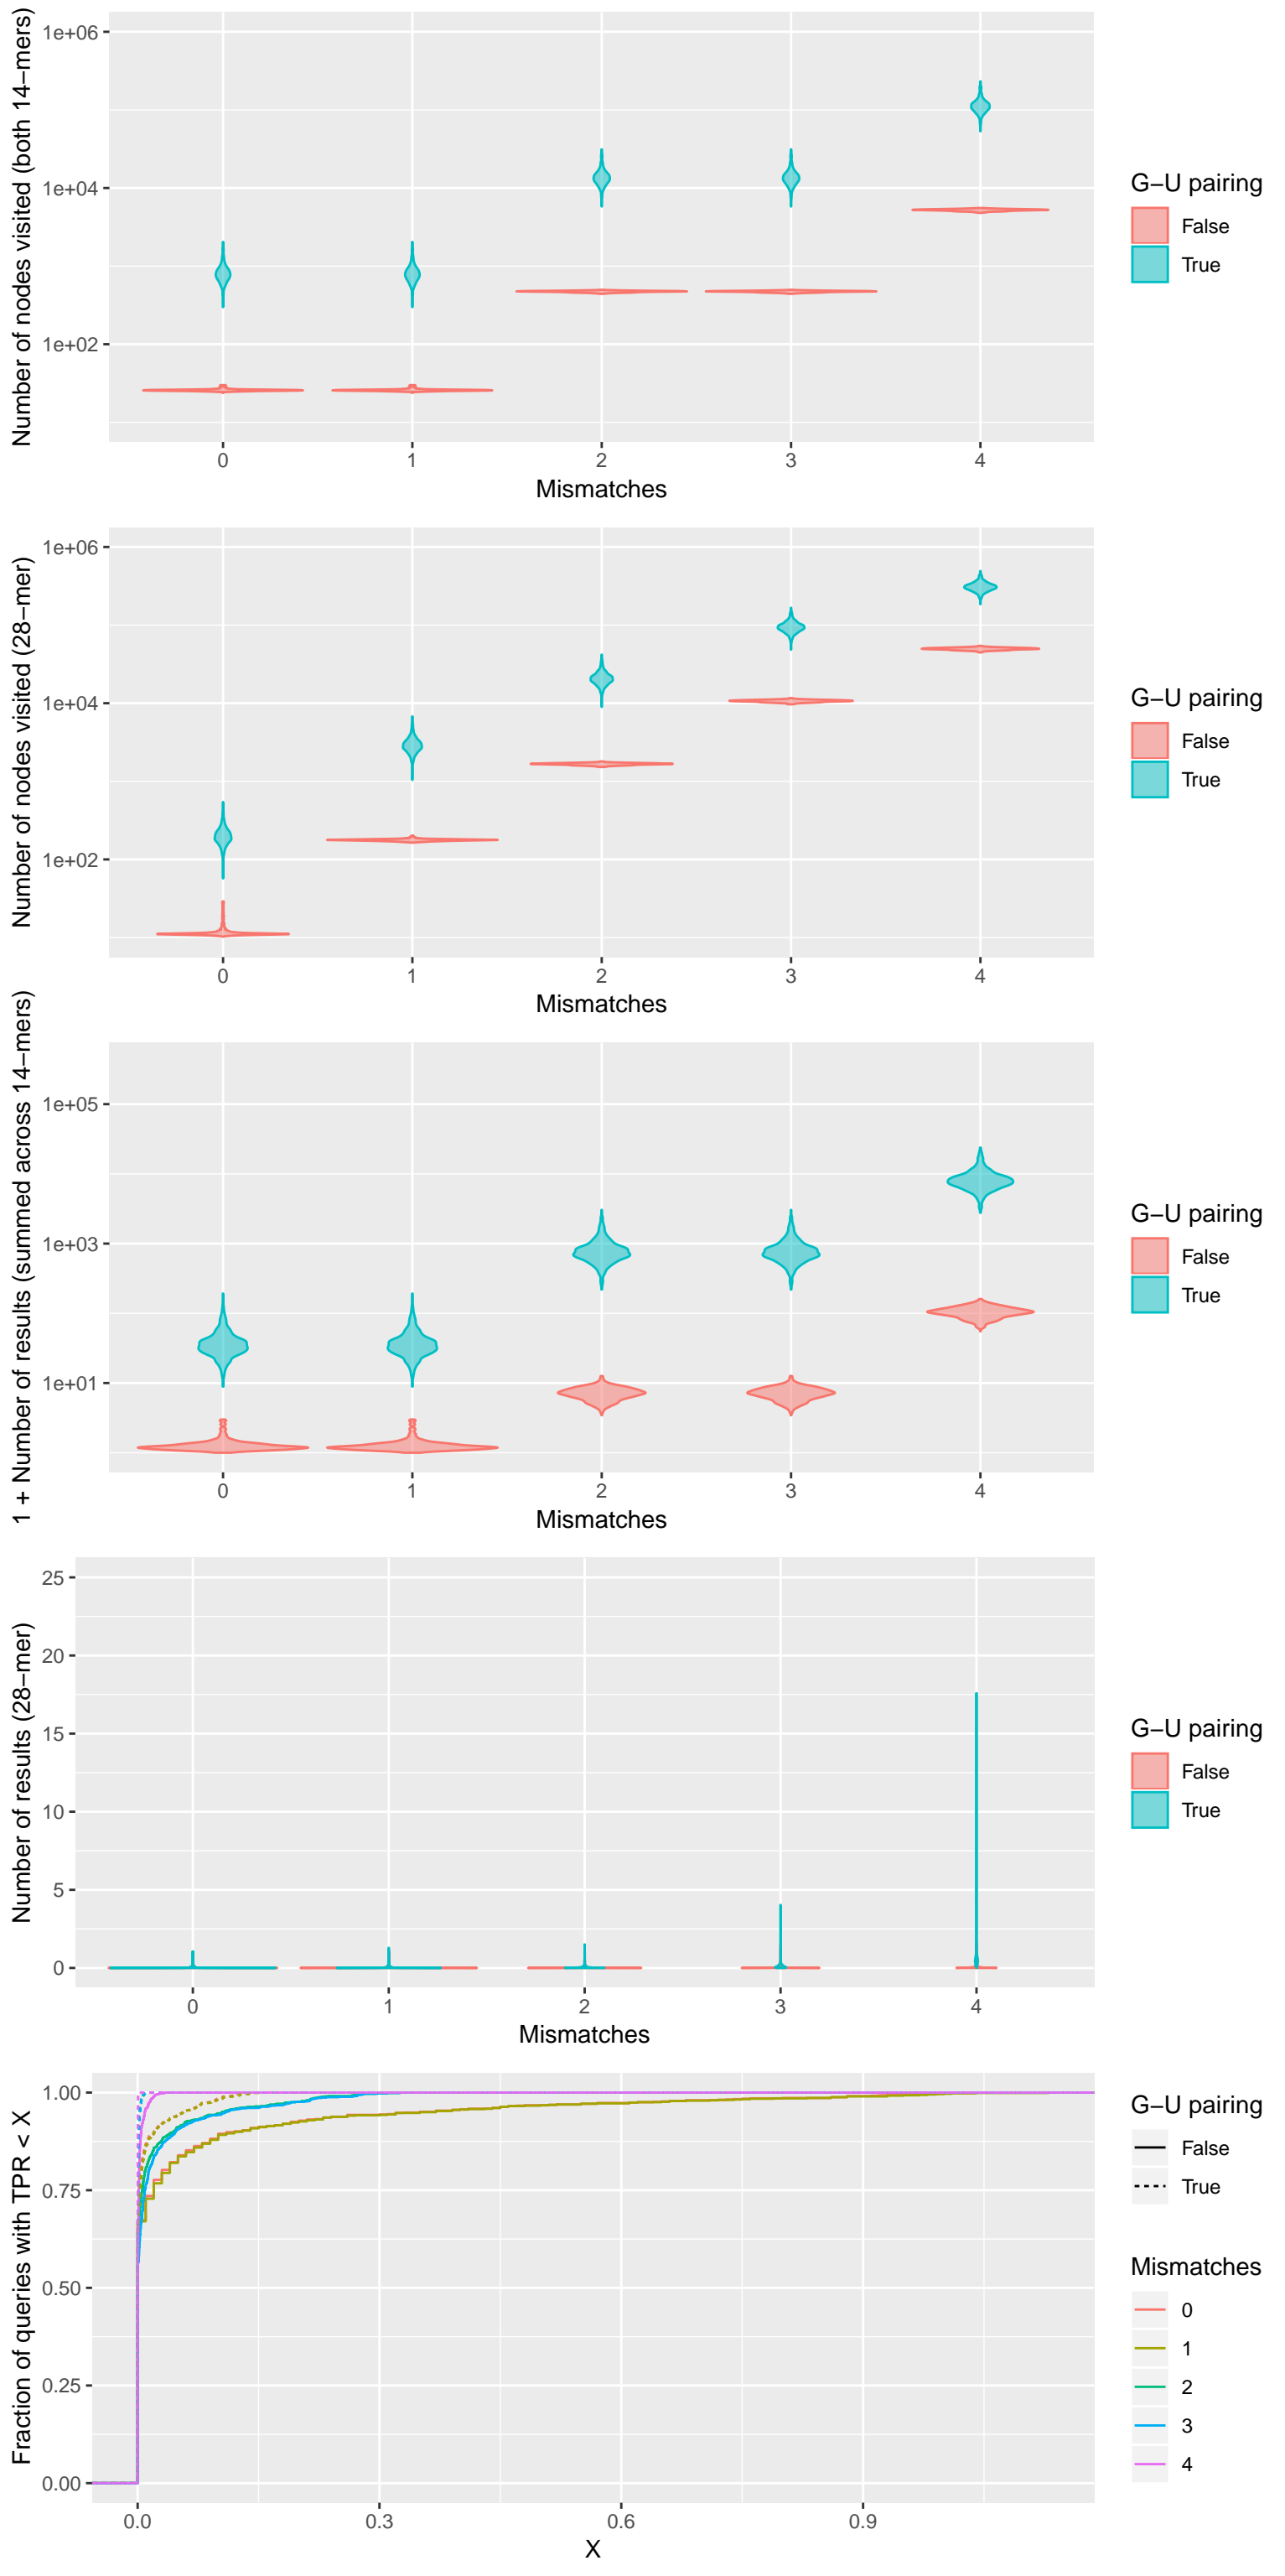 Number of nodes visited (both 14−mers)
1e+06
1e+04
1e+02
0 1 2 3 4
Mismatches
G−U pairing
False
True
Number of nodes visited (28−mer)
1e+06
1e+04
1e+02
0 1 2 3 4
Mismatches
G−U pairing
False
True
1 + Number of results (summed across 14−mers)
1e+05
1e+03
1e+01
0 1 2 3 4
Mismatches
G−U pairing
False
True
Number of results (28−mer)
25
20
15
10
5
0
0 1 2 3 4
Mismatches
G−U pairing
False
True
Fraction of queries with TPR < X
1.00
0.75
0.50
0.25
0.00
0.0 0.3 0.6 0.9
X
G−U pairing
False
True
Mismatches
0
1
2
3
4